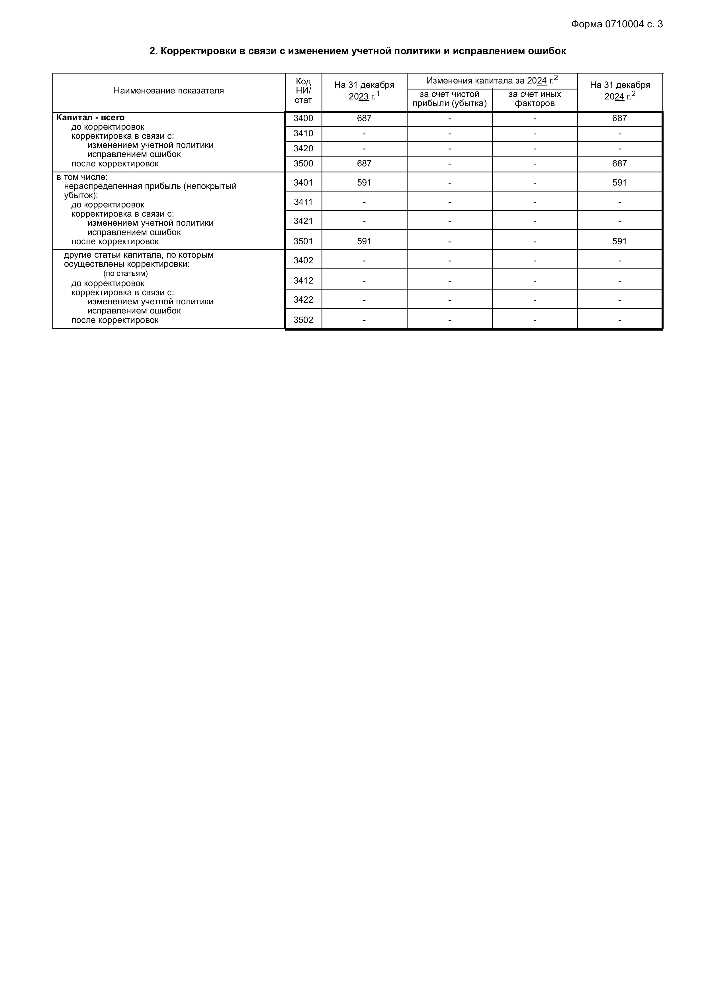 Форма 0710004 с. 3
2. Корректировки в связи с изменением учетной политики и исправлением ошибок
Наименование показателя
Код
НИ/
стат
На 31 декабря
2023 г.1
Изменения капитала за 2024 г.2
за счет чистой
прибыли (убытка)
за счет иных
факторов
На 31 декабря
2024 г.2
Капитал - всего
до корректировок
корректировка в связи с:
изменением учетной политики
исправлением ошибок
после корректировок
3400 687 - - 687
3410 - - - -
3420 - - - -
3500 687 - - 687
в том числе:
нераспределенная прибыль (непокрытый
убыток):
до корректировок
корректировка в связи с:
изменением учетной политики
исправлением ошибок
после корректировок
3401 591 - - 591
3411 - - - -
3421 - - - -
3501 591 - - 591
другие статьи капитала, по которым
осуществлены корректировки:
(по статьям)
до корректировок
корректировка в связи с:
изменением учетной политики
исправлением ошибок
после корректировок
3402 - - - -
3412 - - - -
3422 - - - -
3502 - - - -